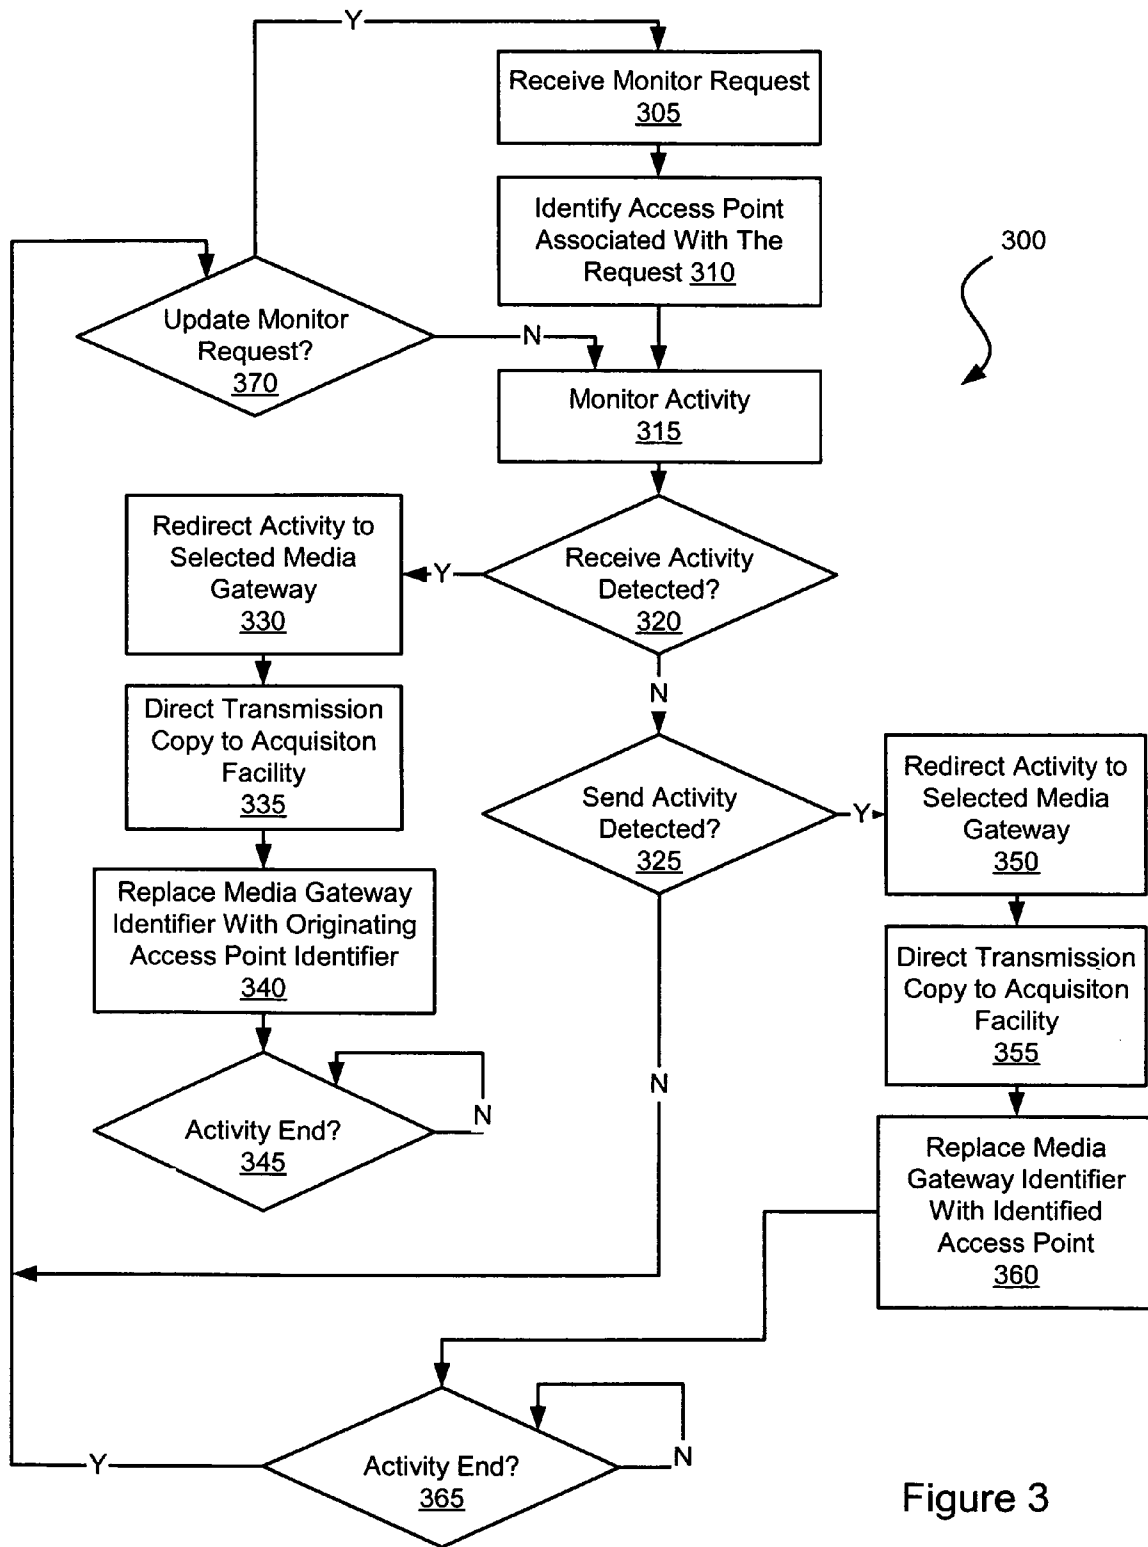 Y
Receive Monitor Request
305
Identify Access Point
Associated With The
Request 310
300
Update Monitor
Request?
370
N
Monitor Activity
315
Redirect Activity to
Selected Media
Gateway
330
Y
Receive Activity
Detected?
320
N
Direct Transmission
Copy to Acquisiton
Facility
335
Send Activity
Detected?
325
Y
Redirect Activity to
Selected Media
Gateway
350
Replace Media Gateway
Identifier With Originating
Access Point Identifier
340
Direct Transmission
Copy to Acquisiton
Facility
355
N
Activity End?
345
N
Replace Media
Gateway Identifier
With Identified
Access Point
360
Y
Activity End?
365
N
Figure 3